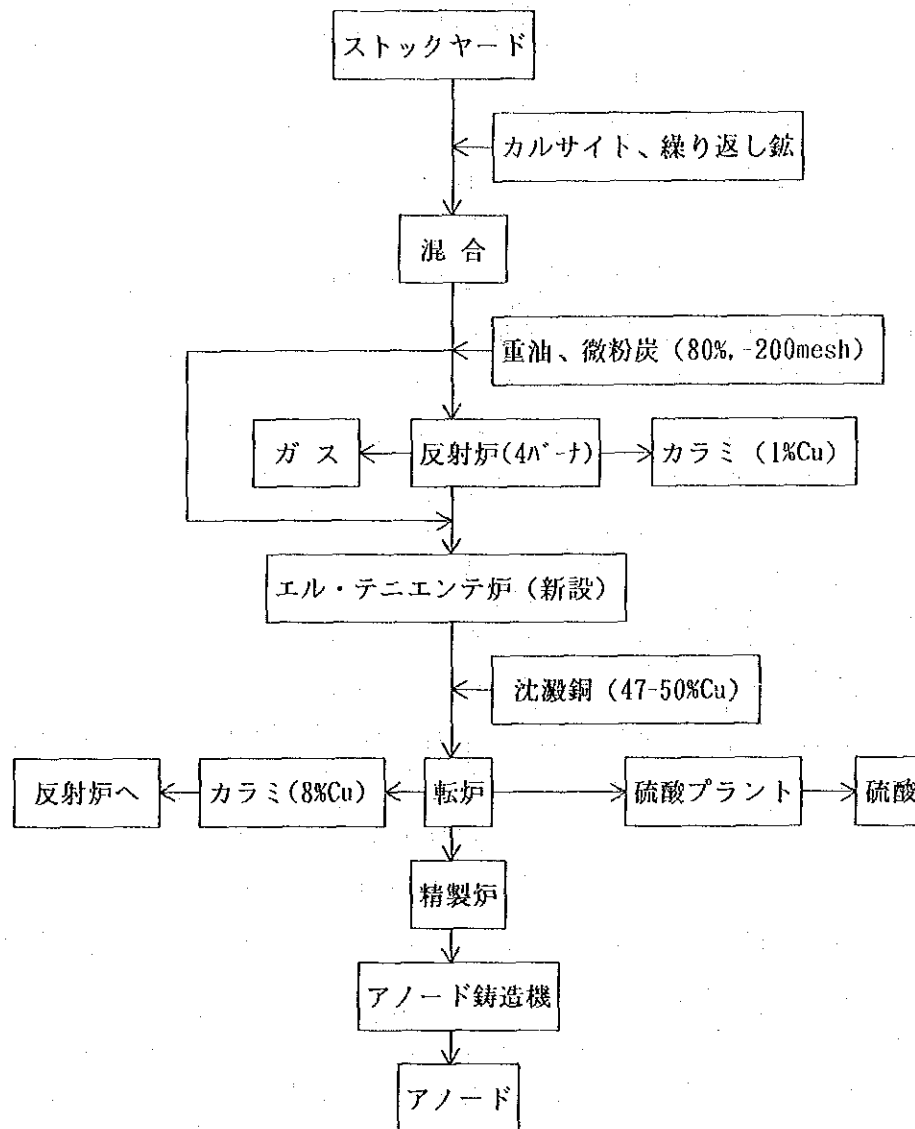 ストックヤード
カルサイト、繰り返し鉱
混 合
重油、微粉炭 (80%,-200mesh)
ガ ス
反射炉(4バーナ)
カラミ (1%Cu)
エル・テニエンテ炉 (新設)
沈澱銅 (47-50%Cu)
反射炉へ
カラミ(8%Cu)
転炉
硫酸プラント
硫酸
精製炉
アノード鋳造機
アノード